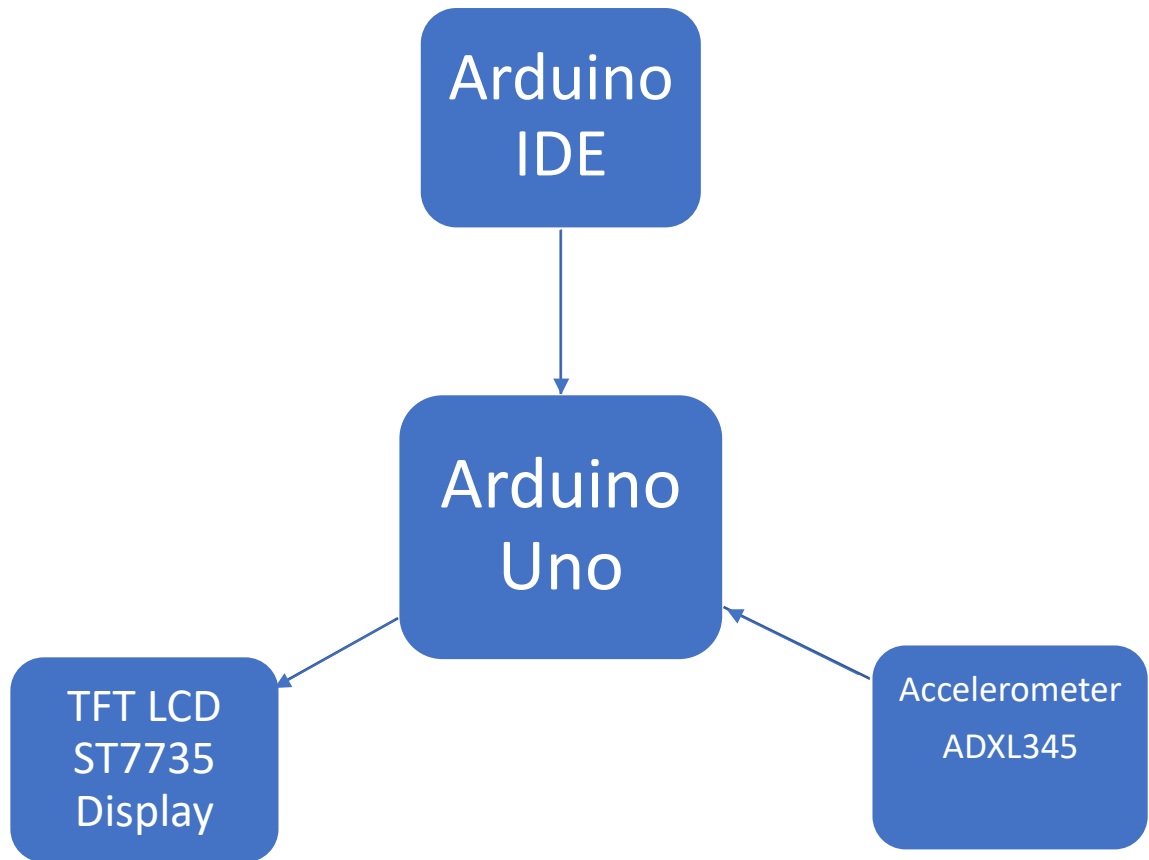 Arduino
IDE
Arduino
Uno
TFT LCD
ST7735
Display
Accelerometer
ADXL345